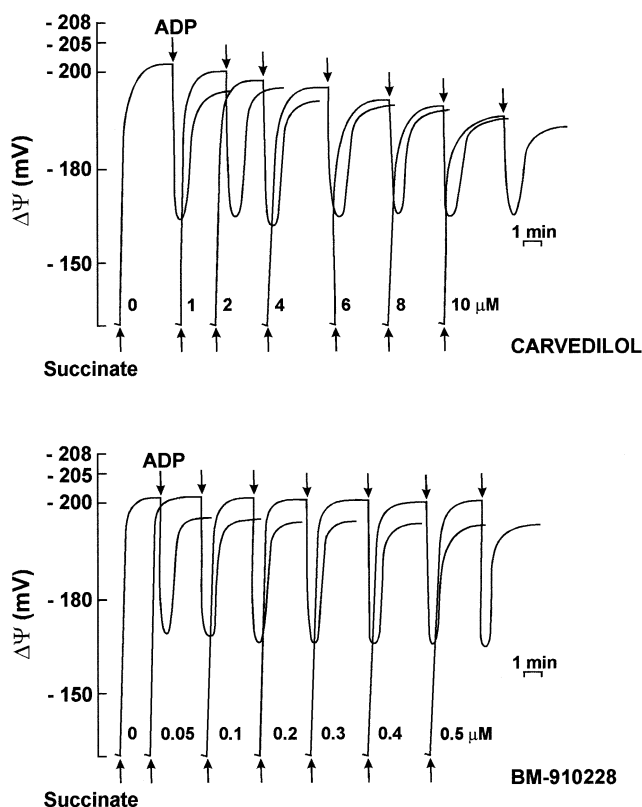 - 208
- 205
ADP
- 200
- 180
ΔΨ (mV)
- 150
1 min
0 1 2 4 6 8 10 μM
CARVEDILOL
Succinate
- 208
- 205
ADP
- 200
- 180
ΔΨ (mV)
- 150
1 min
0 0.05 0.1 0.2 0.3 0.4 0.5 μM
BM-910228
Succinate